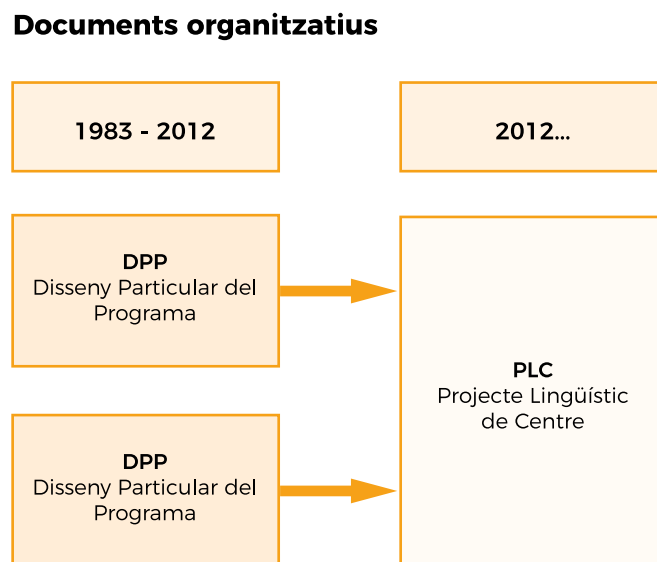 Documents organitzatius
1983 - 2012
2012...
DPP
Disseny Particular del
Programa
PLC
Projecte Lingüístic
de Centre
DPP
Disseny Particular del
Programa